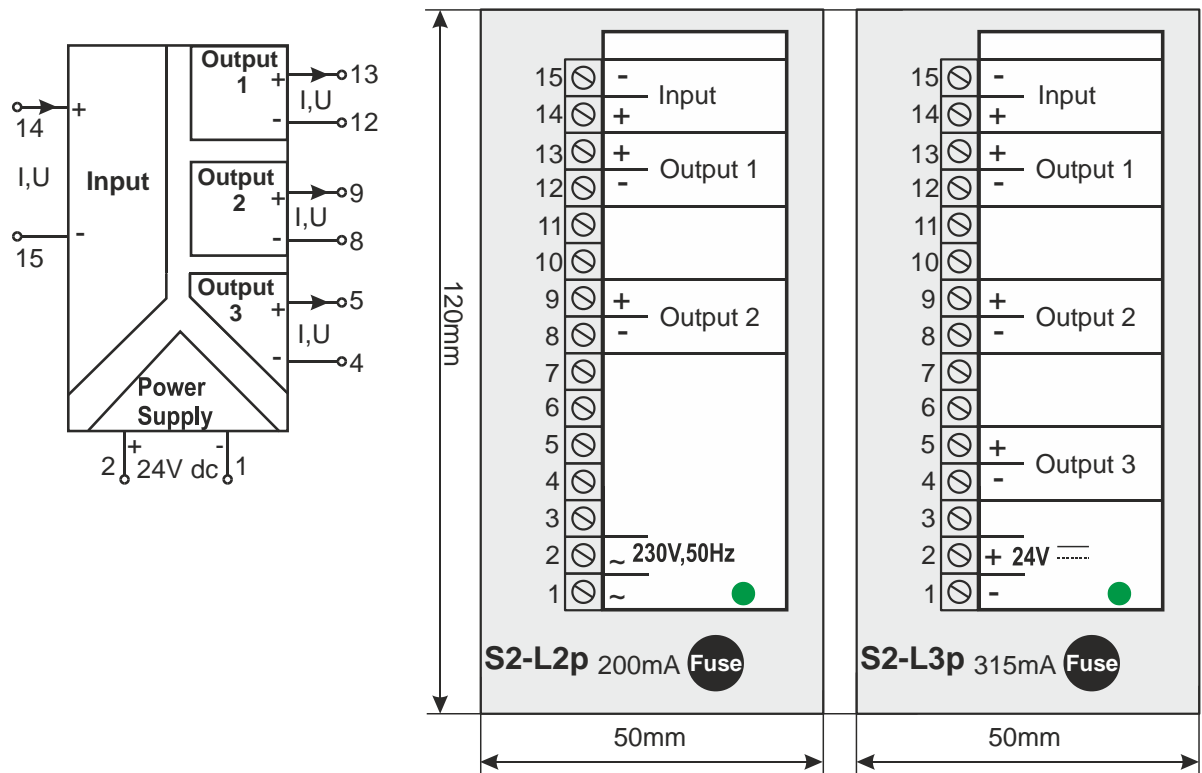 Output
1
+
-
13
I,U
12
+
14
I,U
Input
-
15
Output
2
+
-
9
I,U
8
Output
3
+
-
5
I,U
4
Power
Supply
+ -
2 24V dc 1
120mm
15 -
Input
14 +
13 +
Output 1
12 -
11
10
9 +
Output 2
8 -
7
6
5
4
3
2 ~ 230V,50Hz
1 ~
S2-L2p 200mA Fuse
50mm
15 -
Input
14 +
13 +
Output 1
12 -
11
10
9 +
Output 2
8 -
7
6
5 +
Output 3
4 -
3
2 + 24V
1 -
S2-L3p 315mA Fuse
50mm